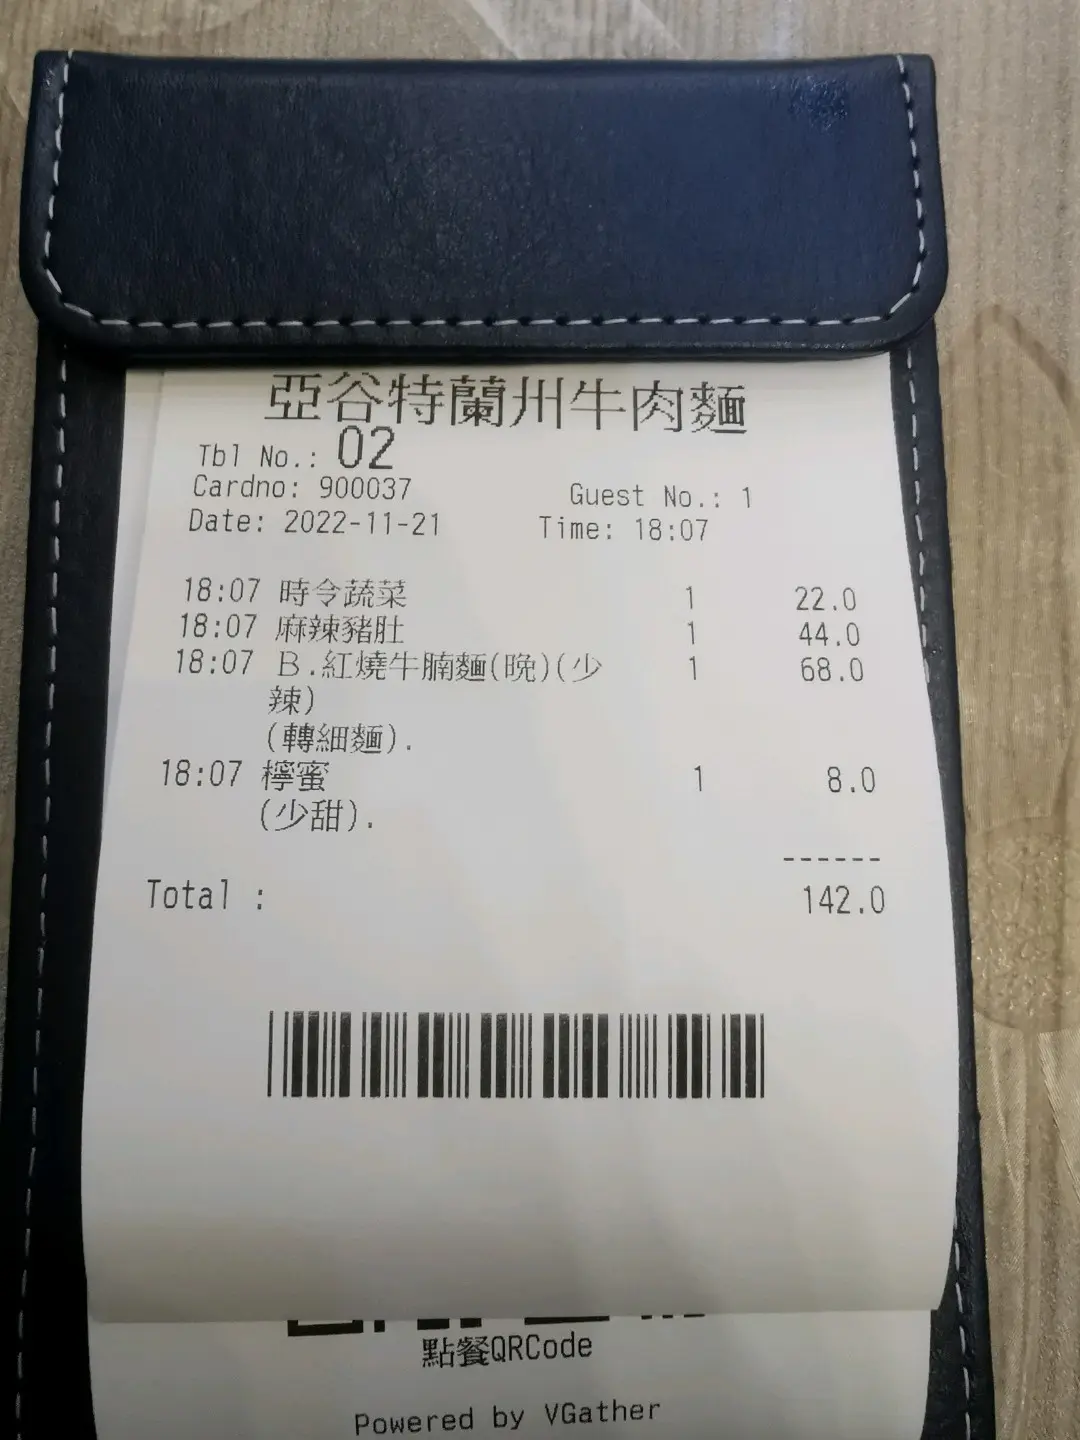 亞谷特蘭州牛肉麵
Tbl No.: 02
Cardno: 900037 Guest No.: 1
Date: 2022-11-21 Time: 18:07
18:07 時令蔬菜 1 22.0
18:07 麻辣豬肚 1 44.0
18:07 B.紅燒牛腩麵(晚)(少 1 68.0
辣)
(轉細麵).
18:07 檸蜜 1 8.0
(少甜).
------
Total : 142.0
點餐QRCode
Powered by VGather